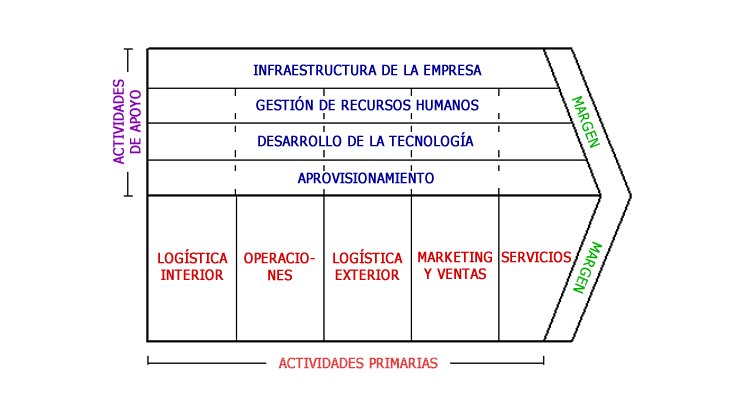 ACTIVIDADES
DE APOYO
INFRAESTRUCTURA DE LA EMPRESA
GESTIÓN DE RECURSOS HUMANOS
DESARROLLO DE LA TECNOLOGÍA
APROVISIONAMIENTO
MARGEN
LOGÍSTICA
INTERIOR
OPERACIO-
NES
LOGÍSTICA
EXTERIOR
MARKETING
Y VENTAS
SERVICIOS
MARGEN
ACTIVIDADES PRIMARIAS